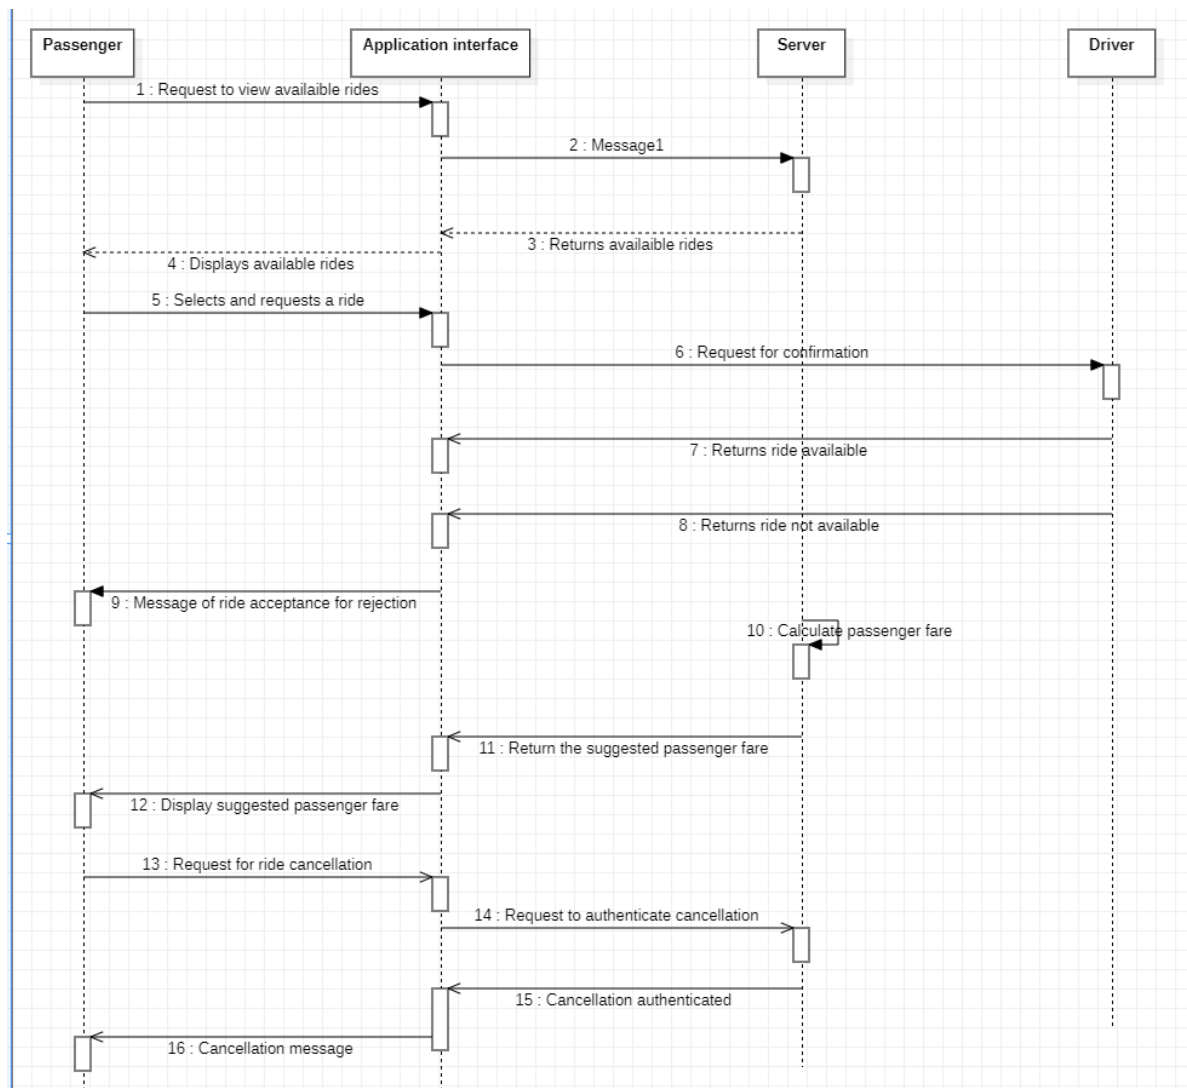 Passenger
Application interface
Server
Driver
1 : Request to view availaible rides
2 : Message1
3 : Returns availaible rides
4 : Displays available rides
5 : Selects and requests a ride
6 : Request for confirmation
7 : Returns ride availaible
8 : Returns ride not available
9 : Message of ride acceptance for rejection
10 : Calculate passenger fare
11 : Return the suggested passenger fare
12 : Display suggested passenger fare
13 : Request for ride cancellation
14 : Request to authenticate cancellation
15 : Cancellation authenticated
16 : Cancellation message